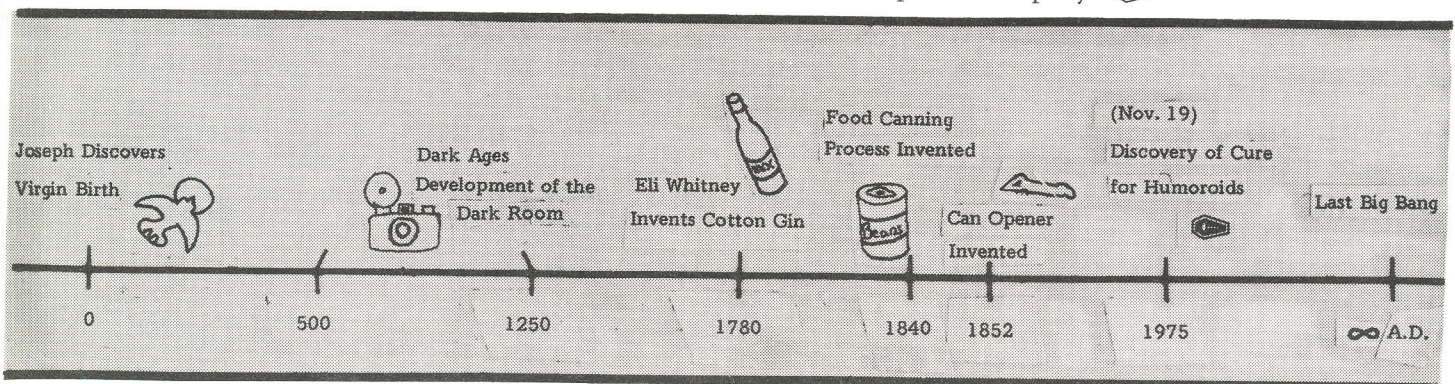 Joseph Discovers
Virgin Birth
Dark Ages
Development of the
Dark Room
Eli Whitney
Invents Cotton Gin
Food Canning
Process Invented
Beans
Can Opener
Invented
(Nov. 19)
Discovery of Cure
for Humoroids
Last Big Bang
0
500
1250
1780
1840
1852
1975
∞ A.D.